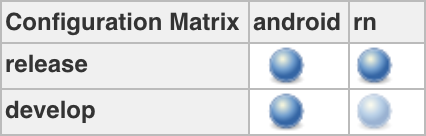 Configuration Matrix android rn
release
develop